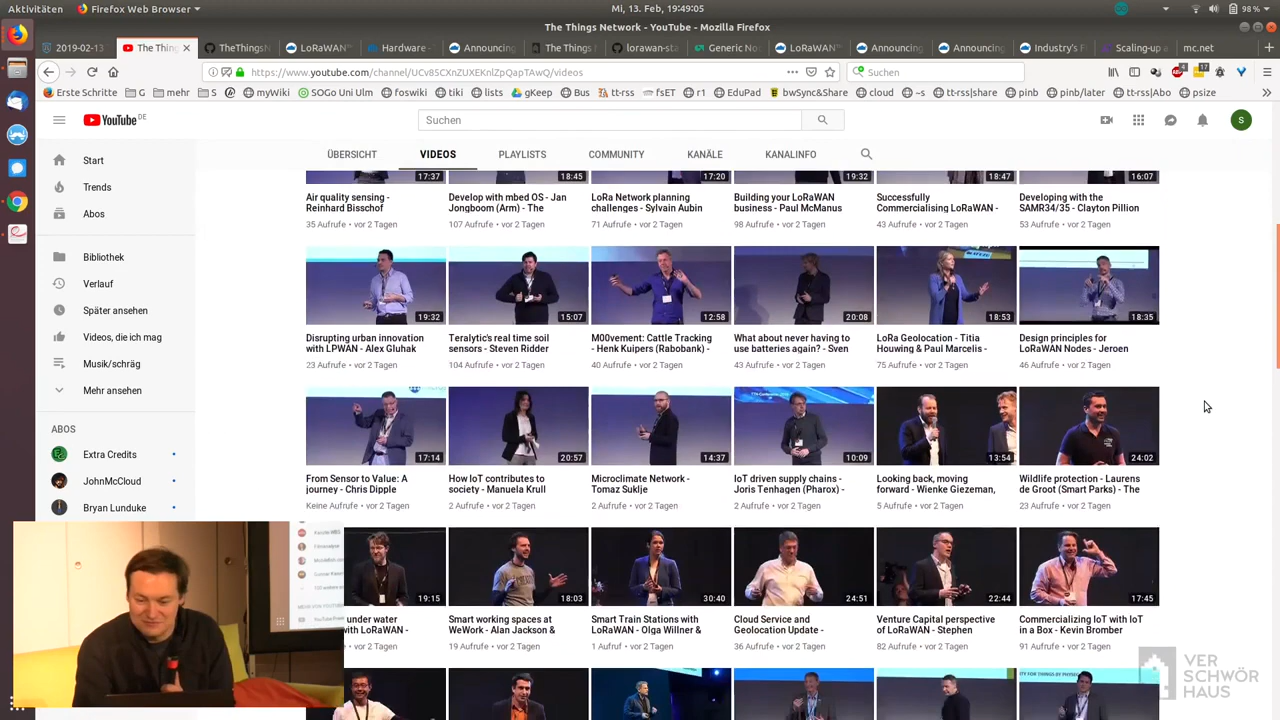 Aktivitäten
Firefox Web Browser
Mi, 13. Feb, 19:49:05
98 %
The Things Network - YouTube - Mozilla Firefox
2019-02-13
The Thing
TheThingsN
LoRaWAN™
Hardware -
Announcing
The Things
lorawan-sta
Generic No
LoRaWAN™
Announcing
Announcing
Industry's F
Scaling-up a
mc.net
Suchen
Erste Schritte
G
mehr
S
myWiki
SOGo Uni Ulm
foswiki
tiki
lists
gKeep
Bus
tt-rss
fsET
r1
EduPad
bwSync&Share
cloud
~s
tt-rss|share
pinb
pinb/later
tt-rss|Abo
psize
YouTube DE
Suchen
S
ÜBERSICHT
VIDEOS
PLAYLISTS
COMMUNITY
KANÄLE
KANALINFO
Start
Trends
Abos
Bibliothek
Verlauf
Später ansehen
Videos, die ich mag
Musik/schräg
Mehr ansehen
ABOS
Extra Credits
JohnMcCloud
Bryan Lunduke
17:37
18:45
17:20
19:32
18:47
16:07
Air quality sensing -
Reinhard Bisschof
35 Aufrufe • vor 2 Tagen
Develop with mbed OS - Jan
Jongboom (Arm) - The
107 Aufrufe • vor 2 Tagen
LoRa Network planning
challenges - Sylvain Aubin
71 Aufrufe • vor 2 Tagen
Building your LoRaWAN
business - Paul McManus
98 Aufrufe • vor 2 Tagen
Successfully
Commercialising LoRaWAN -
43 Aufrufe • vor 2 Tagen
Developing with the
SAMR34/35 - Clayton Pillion
53 Aufrufe • vor 2 Tagen
19:32
15:07
12:58
20:08
18:53
18:35
Disrupting urban innovation
with LPWAN - Alex Gluhak
23 Aufrufe • vor 2 Tagen
Teralytic's real time soil
sensors - Steven Ridder
104 Aufrufe • vor 2 Tagen
M00vement: Cattle Tracking
- Henk Kuipers (Rabobank) -
40 Aufrufe • vor 2 Tagen
What about never having to
use batteries again? - Sven
43 Aufrufe • vor 2 Tagen
LoRa Geolocation - Titia
Houwing & Paul Marcelis -
75 Aufrufe • vor 2 Tagen
Design principles for
LoRaWAN Nodes - Jeroen
46 Aufrufe • vor 2 Tagen
17:14
20:57
14:37
10:09
13:54
24:02
From Sensor to Value: A
journey - Chris Dipple
Keine Aufrufe • vor 2 Tagen
How IoT contributes to
society - Manuela Krull
2 Aufrufe • vor 2 Tagen
Microclimate Network -
Tomaz Suklje
2 Aufrufe • vor 2 Tagen
IoT driven supply chains -
Joris Tenhagen (Pharox) -
2 Aufrufe • vor 2 Tagen
Looking back, moving
forward - Wienke Giezeman,
5 Aufrufe • vor 2 Tagen
Wildlife protection - Laurens
de Groot (Smart Parks) - The
23 Aufrufe • vor 2 Tagen
19:15
18:03
30:40
24:51
22:44
17:45
under water
with LoRaWAN -
vor 2 Tagen
Smart working spaces at
WeWork - Alan Jackson &
19 Aufrufe • vor 2 Tagen
Smart Train Stations with
LoRaWAN - Olga Willner &
1 Aufruf • vor 2 Tagen
Cloud Service and
Geolocation Update -
36 Aufrufe • vor 2 Tagen
Venture Capital perspective
of LoRaWAN - Stephen
82 Aufrufe • vor 2 Tagen
Commercializing IoT with IoT
in a Box - Kevin Bromber
91 Aufrufe • vor 2 Tagen
VER
SCHWÖR
HAUS